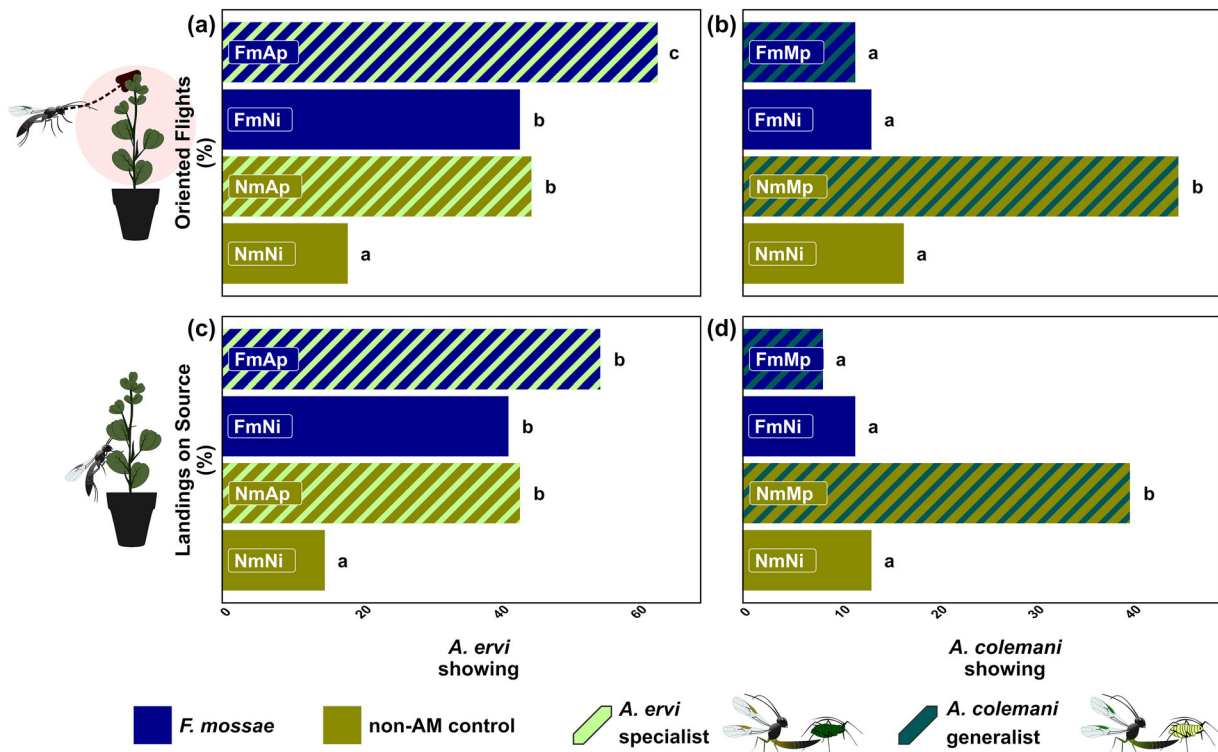 (a)
FmAp
c
FmNi
b
NmAp
b
NmNi
a
Oriented Flights
(%)
(b)
FmMp
a
FmNi
a
NmMp
b
NmNi
a
(c)
FmAp
b
FmNi
b
NmAp
b
NmNi
a
Landings on Source
(%)
0 20 40 60
A. ervi
showing
(d)
FmMp
a
FmNi
a
NmMp
b
NmNi
a
0 10 20 30 40
A. colemani
showing
F. mossae
non-AM control
A. ervi
specialist
A. colemani
generalist